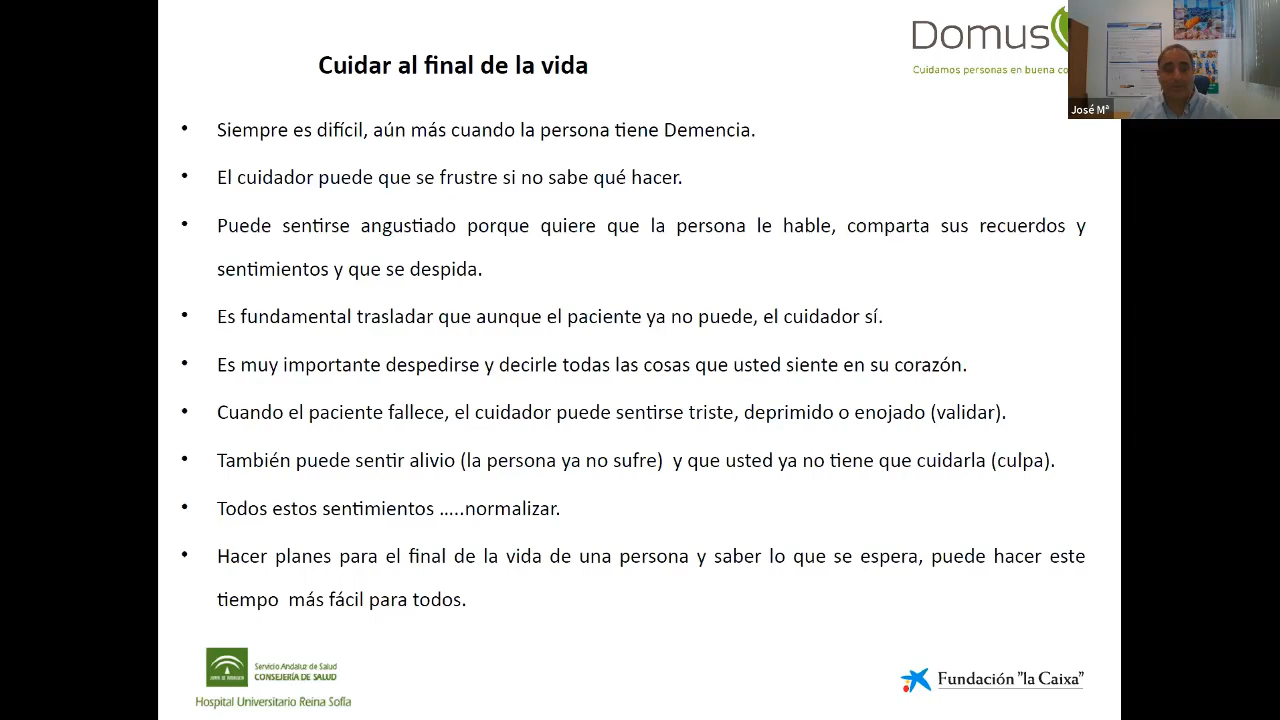 Domus
Cuidar al final de la vida
Cuidamos personas en buena
José Mª
• Siempre es difícil, aún más cuando la persona tiene Demencia.
• El cuidador puede que se frustre si no sabe qué hacer.
• Puede sentirse angustiado porque quiere que la persona le hable, comparta sus recuerdos y
sentimientos y que se despida.
• Es fundamental trasladar que aunque el paciente ya no puede, el cuidador sí.
• Es muy importante despedirse y decirle todas las cosas que usted siente en su corazón.
• Cuando el paciente fallece, el cuidador puede sentirse triste, deprimido o enojado (validar).
• También puede sentir alivio (la persona ya no sufre) y que usted ya no tiene que cuidarla (culpa).
• Todos estos sentimientos …..normalizar.
• Hacer planes para el final de la vida de una persona y saber lo que se espera, puede hacer este
tiempo más fácil para todos.
Servicio Andaluz de Salud
CONSEJERÍA DE SALUD
JUNTA DE ANDALUCIA
Hospital Universitario Reina Sofía
Fundación "la Caixa"